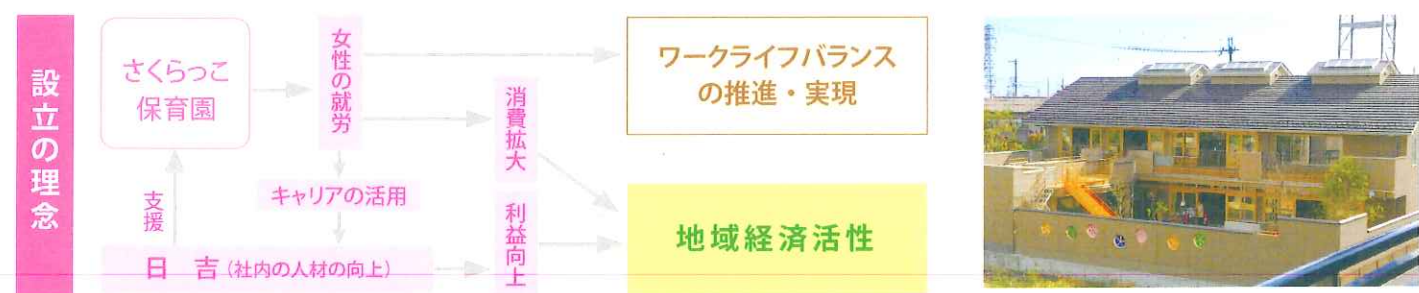 設立の理念
さくらっこ
保育園
女性の就労
ワークライフバランス
の推進・実現
消費拡大
支援
キャリアの活用
利益向上
地域経済活性
日 吉（社内の人材の向上）